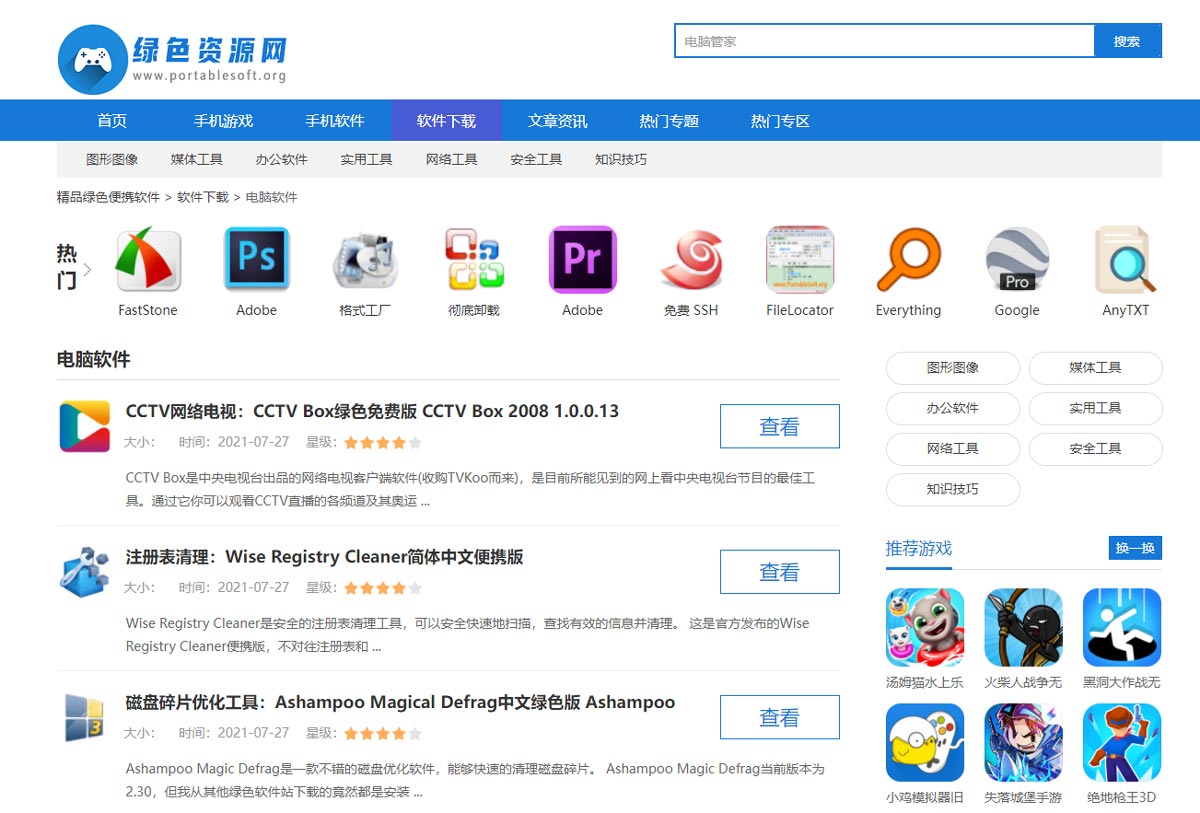 绿色资源网
www.portablesoft.org
电脑管家
搜索
首页 手机游戏 手机软件 软件下载 文章资讯 热门专题 热门专区
图形图像 媒体工具 办公软件 实用工具 网络工具 安全工具 知识技巧
精品绿色便携软件 > 软件下载 > 电脑软件
热门
Ps
Pr
www.PortableSoft.org
Pro
FastStone Adobe 格式工厂 彻底卸载 Adobe 免费 SSH FileLocator Everything Google AnyTXT
电脑软件
CCTV网络电视：CCTV Box绿色免费版 CCTV Box 2008 1.0.0.13
大小： 时间：2021-07-27 星级：
查看
CCTV Box是中央电视台出品的网络电视客户端软件(收购TVKoo而来)，是目前所能见到的网上看中央电视台节目的最佳工
具。通过它你可以观看CCTV直播的各频道及其奥运 ...
注册表清理：Wise Registry Cleaner简体中文便携版
大小： 时间：2021-07-27 星级：
查看
Wise Registry Cleaner是安全的注册表清理工具，可以安全快速地扫描，查找有效的信息并清理。 这是官方发布的Wise
Registry Cleaner便携版，不对往注册表和 ...
3
磁盘碎片优化工具：Ashampoo Magical Defrag中文绿色版 Ashampoo
大小： 时间：2021-07-27 星级：
查看
Ashampoo Magic Defrag是一款不错的磁盘优化软件，能够快速的清理磁盘碎片。 Ashampoo Magic Defrag当前版本为
2.30，但我从其他绿色软件站下载的竟然都是安装 ...
图形图像 媒体工具
办公软件 实用工具
网络工具 安全工具
知识技巧
推荐游戏 换一换
汤姆猫水上乐 火柴人战争无 黑洞大作战无
小鸡模拟器旧 失落城堡手游 绝地枪王3D